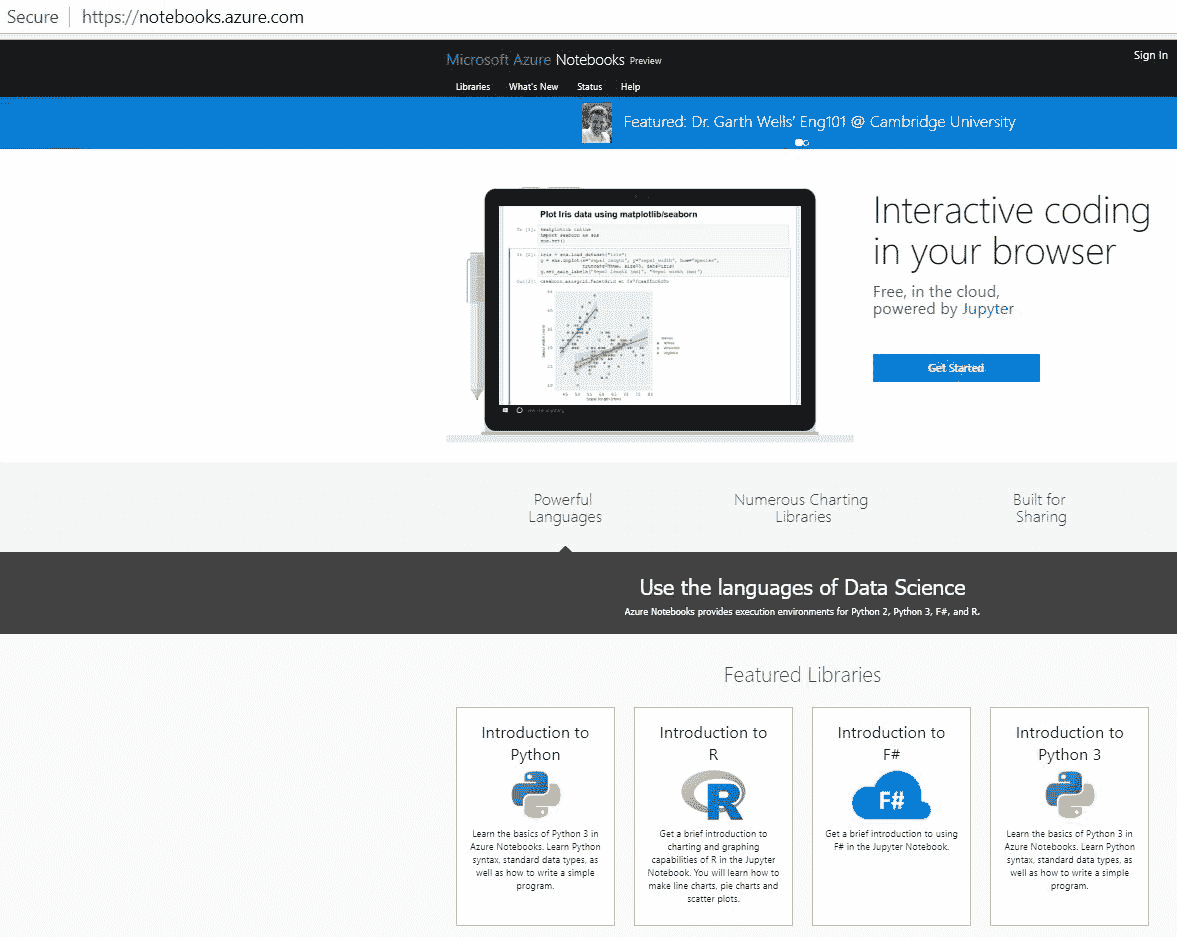 Secure | https://notebooks.azure.com
Microsoft Azure Notebooks Preview
Sign In
Libraries What's New Status Help
Featured: Dr. Garth Wells' Eng101 @ Cambridge University
Plot Iris data using matplotlib/seaborn
Interactive coding
in your browser
Free, in the cloud,
powered by Jupyter
Get Started
Powerful
Languages
Numerous Charting
Libraries
Built for
Sharing
Use the languages of Data Science
Azure Notebooks provides execution environments for Python 2, Python 3, F#, and R.
Featured Libraries
Introduction to
Python
Learn the basics of Python 3 in
Azure Notebooks. Learn Python
syntax, standard data types, as
well as how to write a simple
program.
Introduction to
R
R
Get a brief introduction to
charting and graphing
capabilities of R in the Jupyter
Notebook. You will learn how to
make line charts, pie charts and
scatter plots.
Introduction to
F#
F#
Get a brief introduction to using
F# in the Jupyter Notebook.
Introduction to
Python 3
Learn the basics of Python 3 in
Azure Notebooks. Learn Python
syntax, standard data types, as
well as how to write a simple
program.